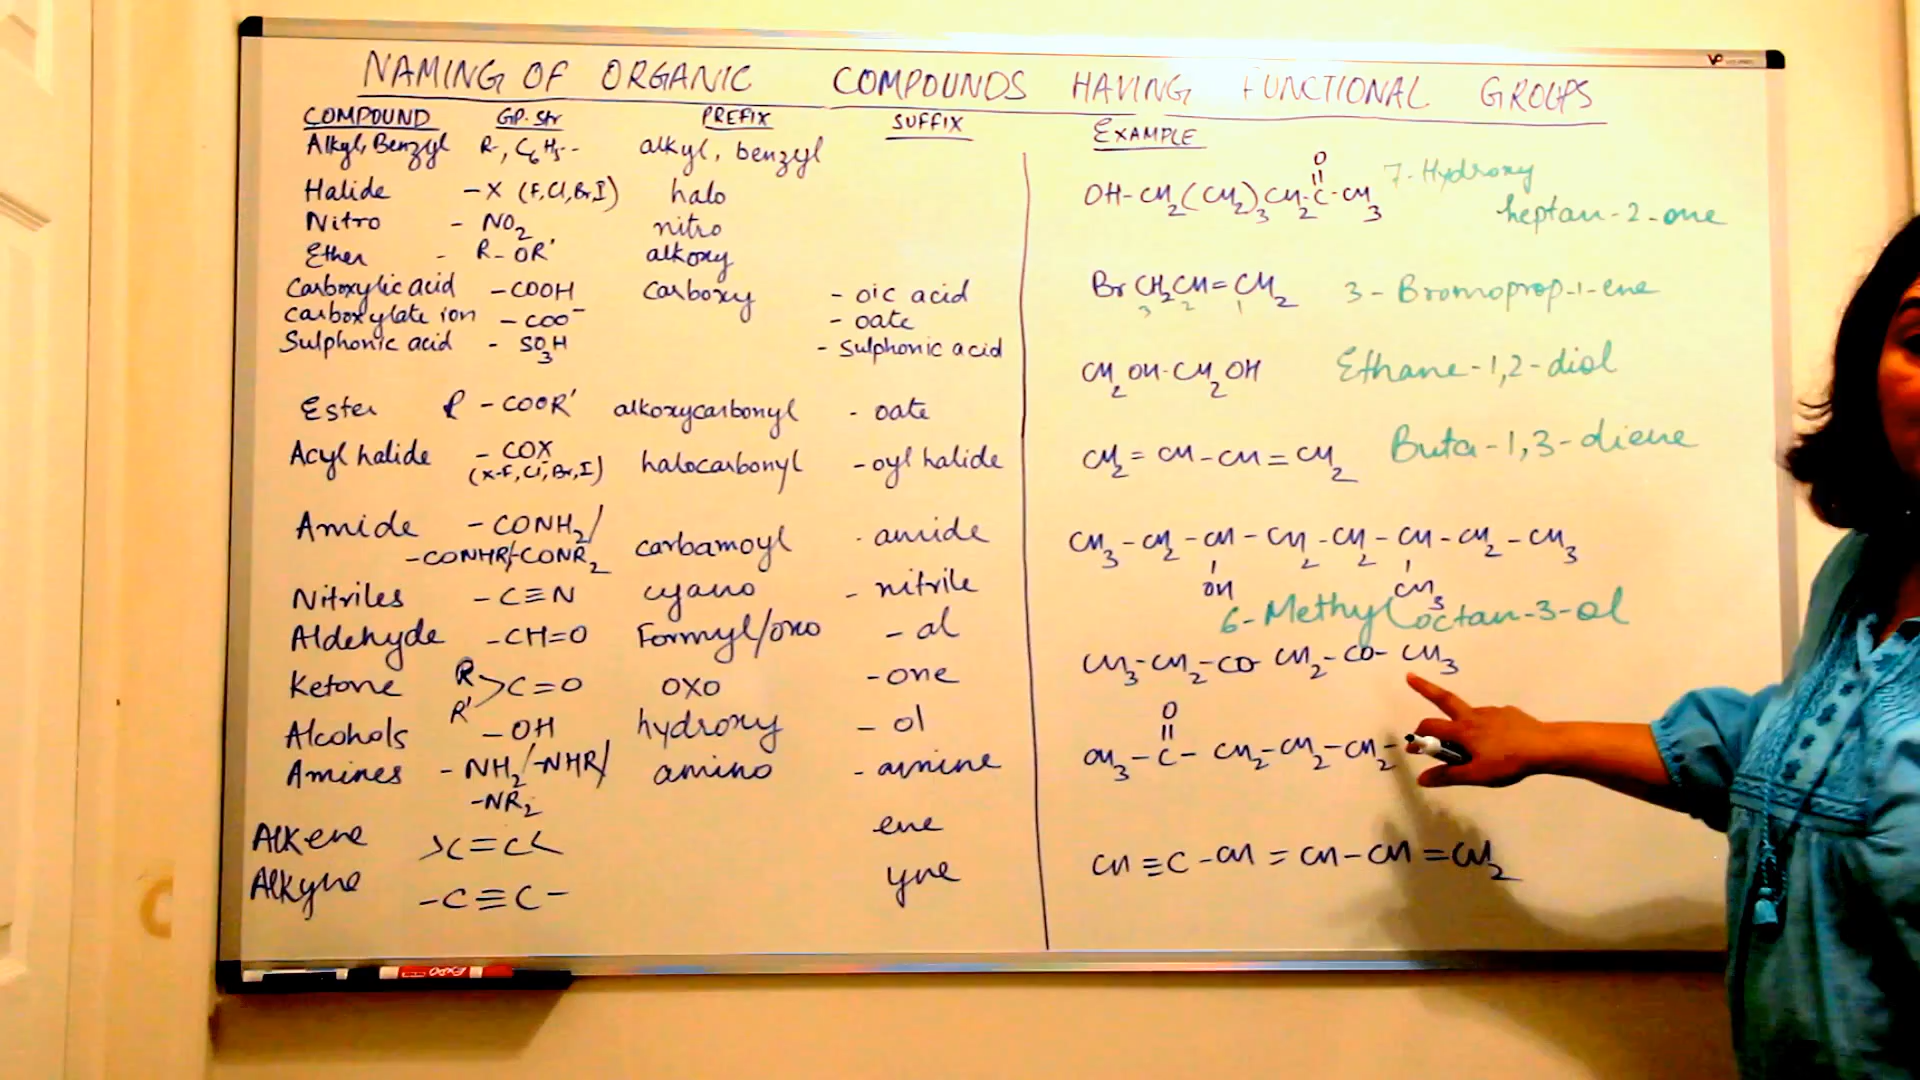 NAMING OF ORGANIC COMPOUNDS HAVING FUNCTIONAL GROUPS
COMPOUND GP. Str PREFIX SUFFIX
Alkyl, Benzyl R-, C6H5- alkyl, benzyl
Halide -X (F,Cl,Br,I) halo
Nitro - NO2 nitro
Ether - R-OR' alkoxy
Carboxylic acid -COOH carboxy - oic acid
carboxylate ion -COO⁻ - oate
Sulphonic acid - SO3H - sulphonic acid
Ester R -COOR' alkoxycarbonyl - oate
Acyl halide -COX halocarbonyl -oyl halide
(X-F,Cl,Br,I)
Amide -CONH2/ carbamoyl - amide
-CONHR/-CONR2
Nitriles -C≡N cyano - nitrile
Aldehyde -CH=O Formyl/oxo - al
Ketone R R' >C=O oxo -one
Alcohols -OH hydroxy - ol
Amines -NH2/-NHR/ amino - amine
-NR2
Alkene >C=C< ene
Alkyne -C≡C- yne
EXAMPLE
O
||
OH-CH2(CH2)3CH2-C-CH3 7-Hydroxy
heptan-2-one
BrCH2CH=CH2 3-Bromoprop-1-ene
3 2 1
CH2OH-CH2OH Ethane-1,2-diol
CH2=CH-CH=CH2 Buta-1,3-diene
CH3-CH2-CH-CH2-CH2-CH-CH2-CH3
OH CH3
6-Methyl octan-3-ol
CH3-CH2-CO-CH2-CO-CH3
O
||
CH3-C-CH2-CH2-CH2-
CH≡C-CH=CH-CH=CH2
EXPO